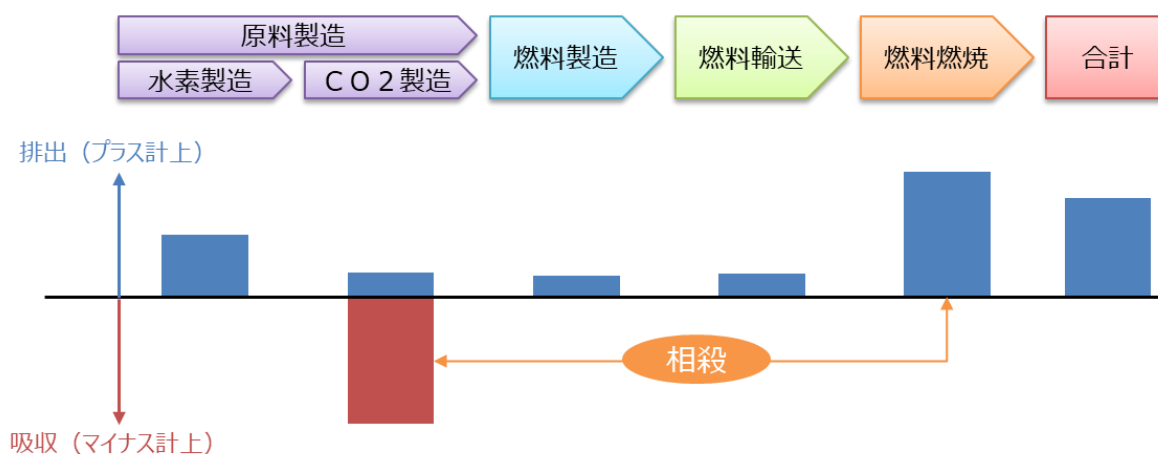 原料製造
水素製造
ＣＯ２製造
燃料製造
燃料輸送
燃料燃焼
合計
排出（プラス計上）
相殺
吸収（マイナス計上）